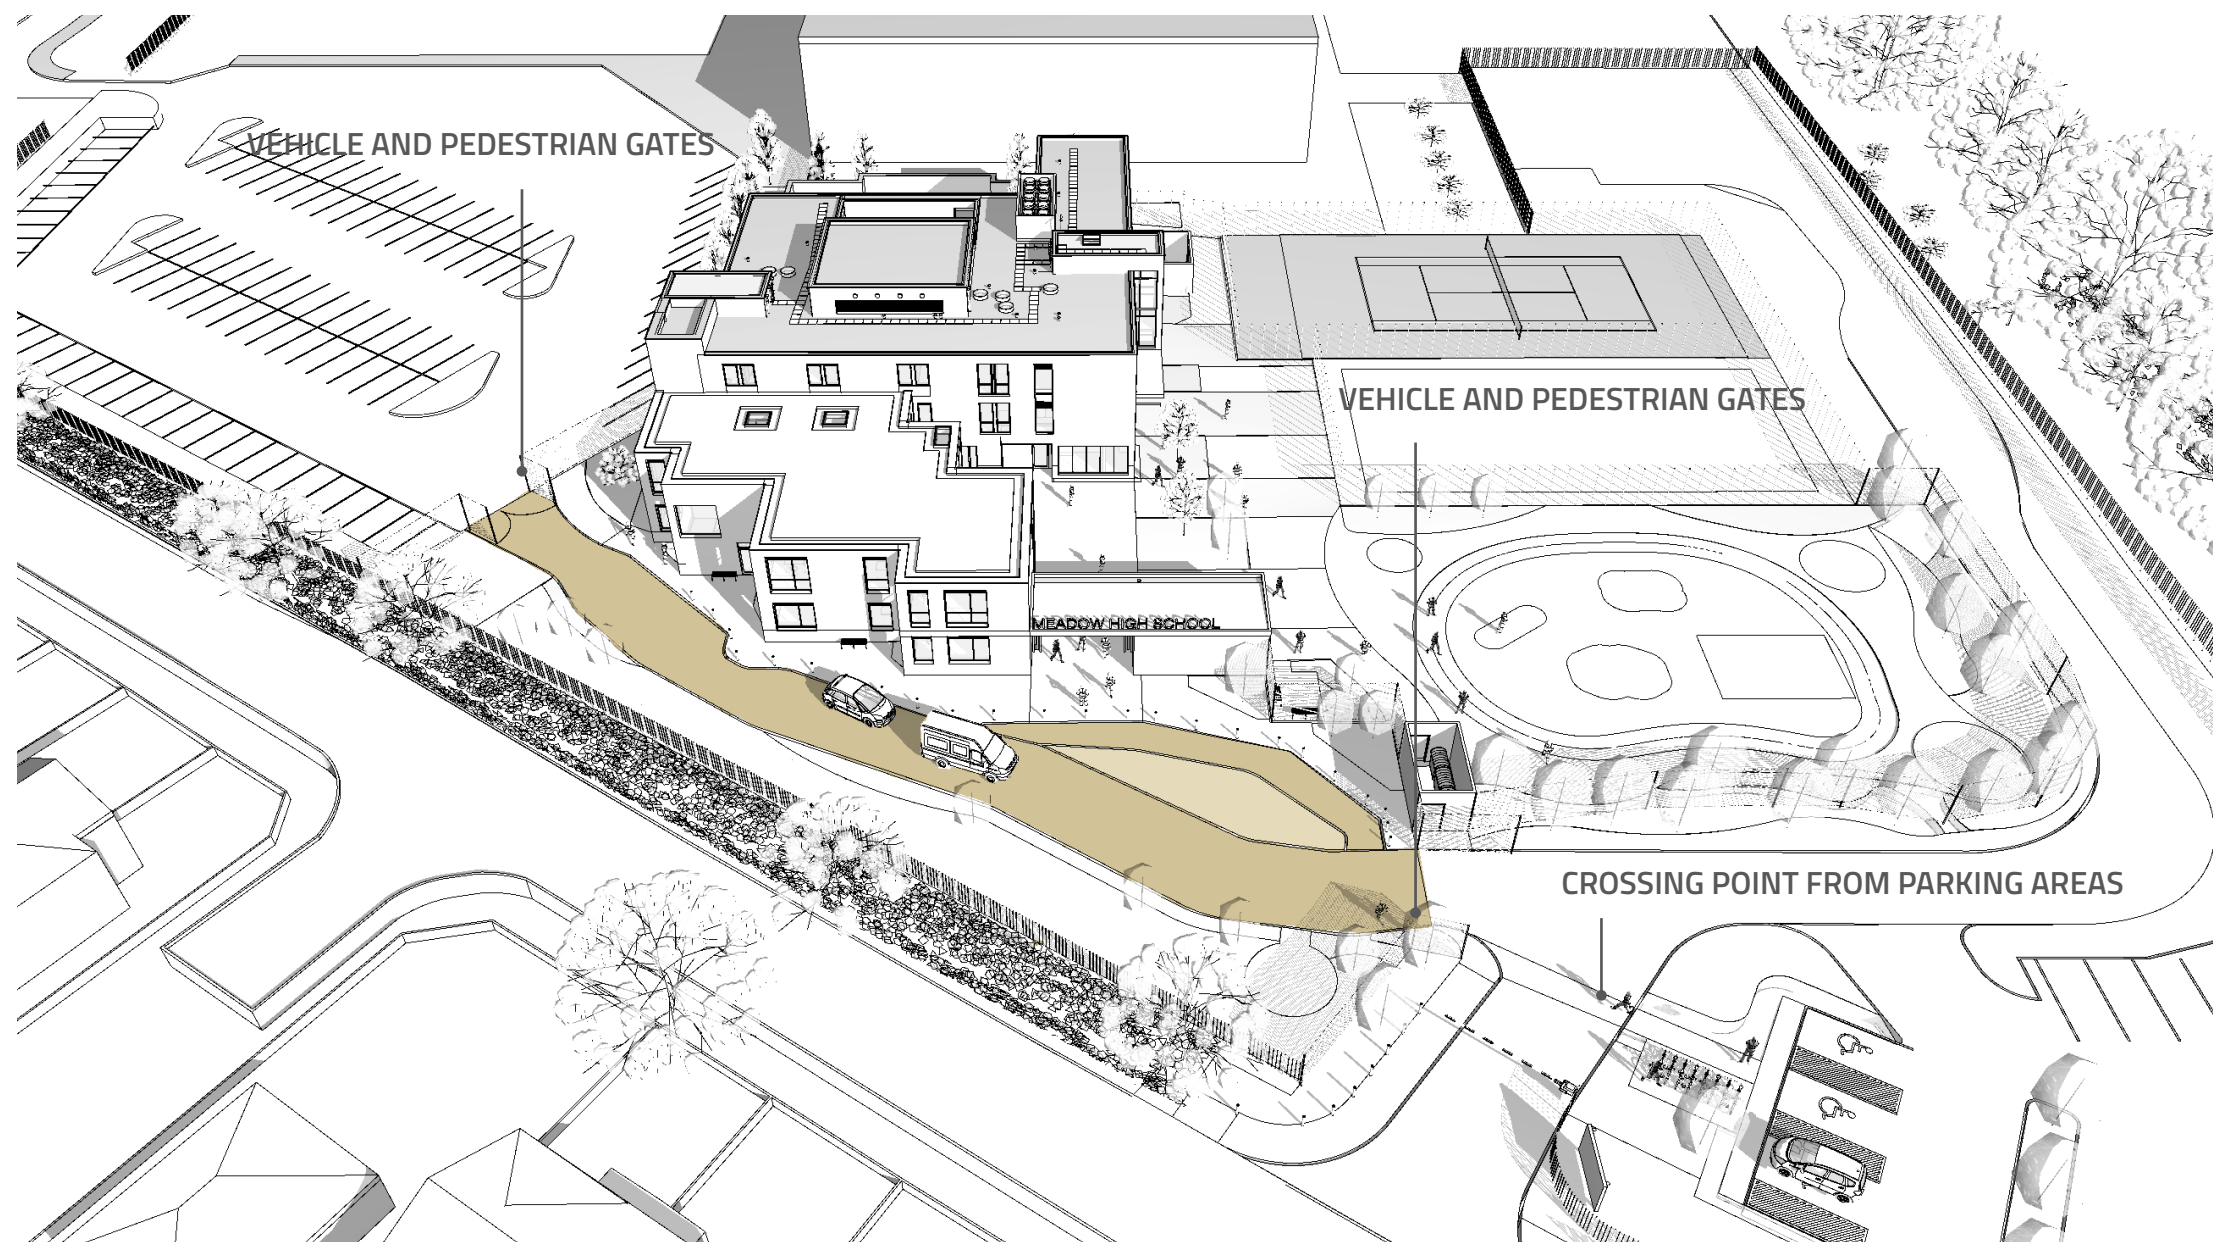 VEHICLE AND PEDESTRIAN GATES
VEHICLE AND PEDESTRIAN GATES
MEADOW HIGH SCHOOL
CROSSING POINT FROM PARKING AREAS